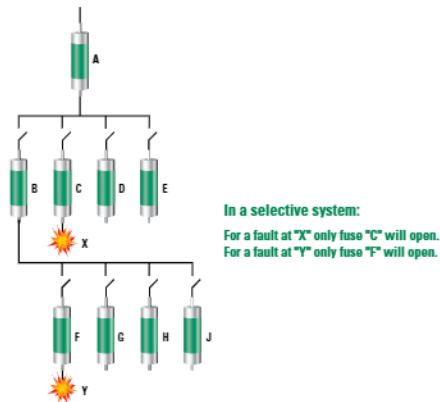 A
B
C
D
E
X
In a selective system:
For a fault at "X" only fuse "C" will open.
For a fault at "Y" only fuse "F" will open.
F
G
H
J
Y